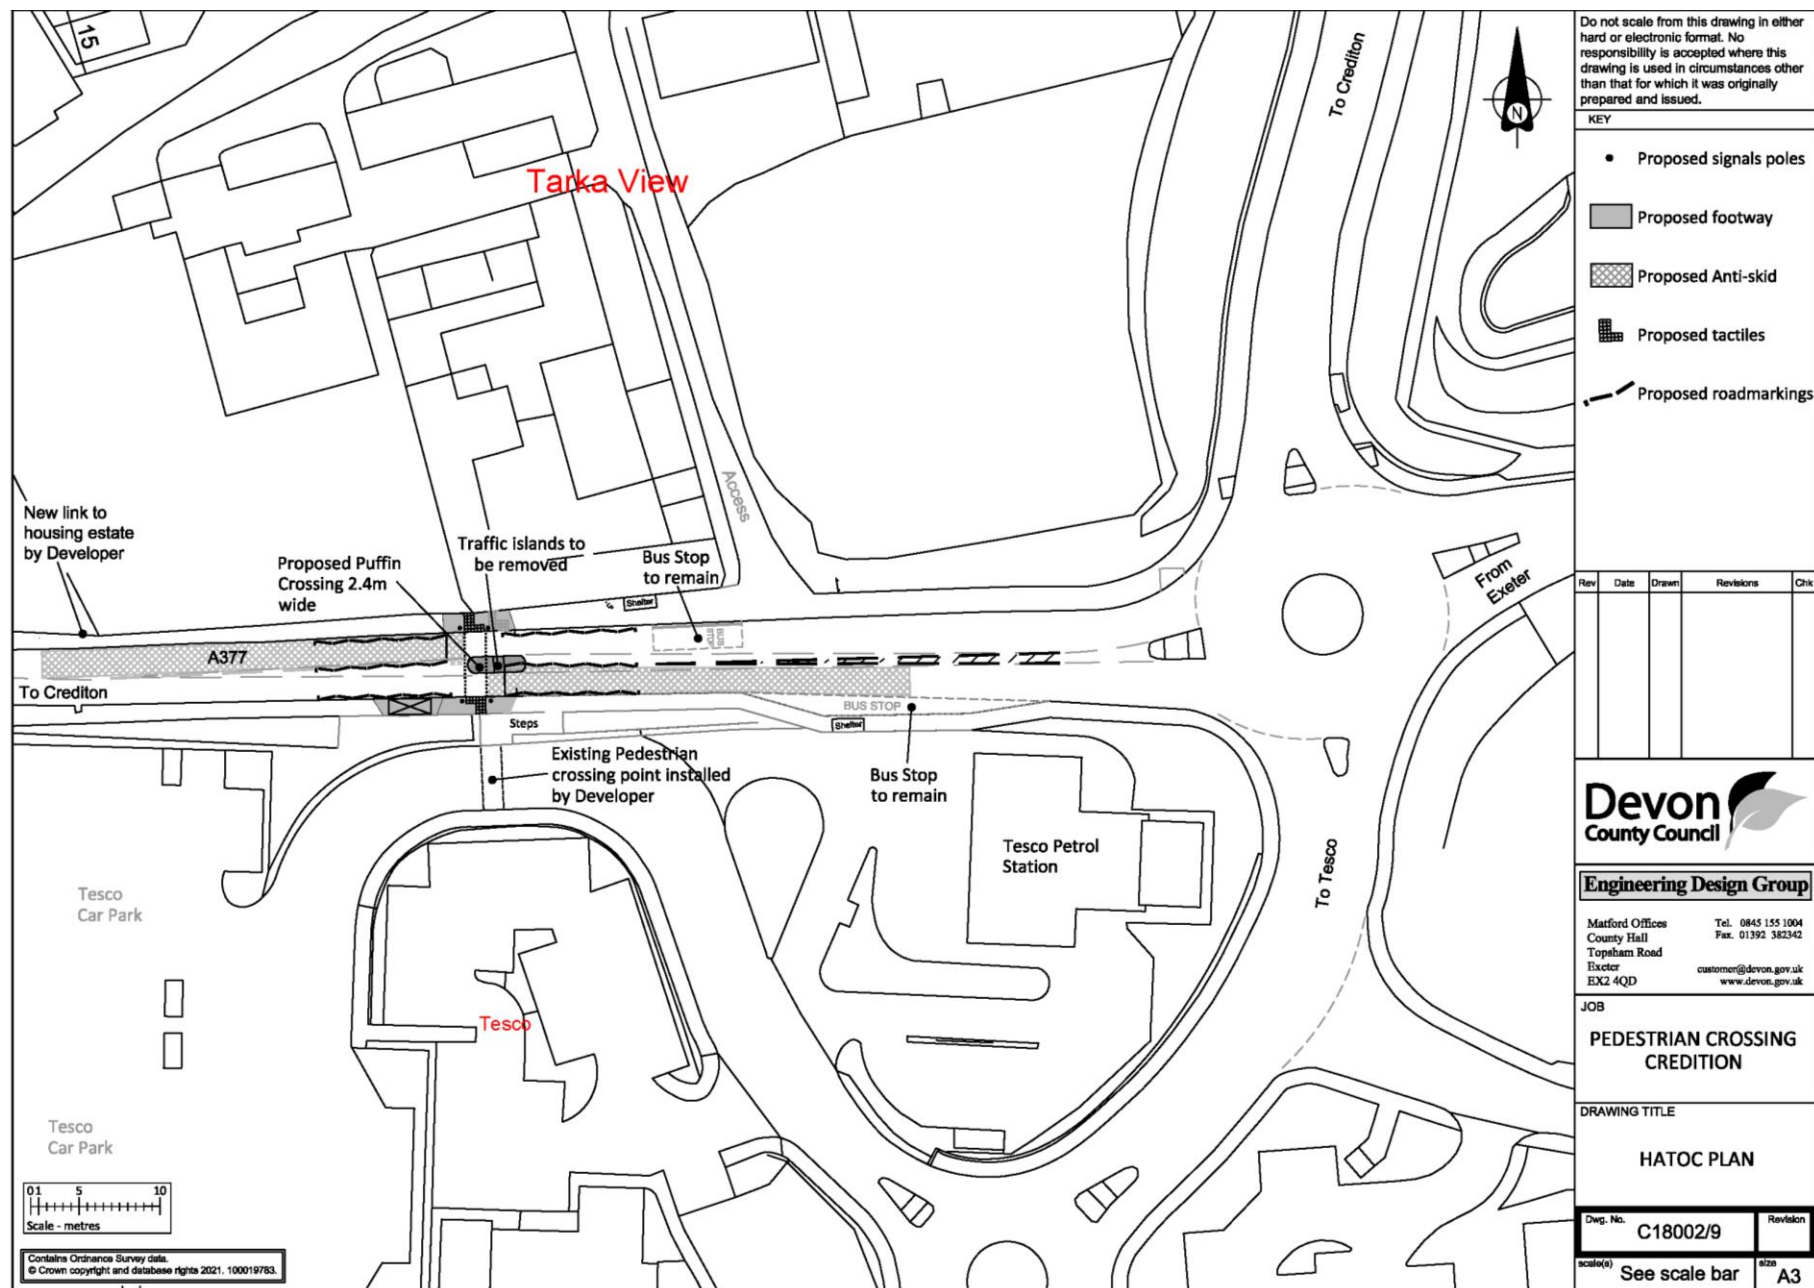 15
Tarka View
To Crediton
N
Access
New link to
housing estate
by Developer
Proposed Puffin
Crossing 2.4m
wide
Traffic islands to
be removed
Bus Stop
to remain
Shelter
BUS
STOP
From
Exeter
A377
To Crediton
BUS STOP
Steps
Shelter
Existing Pedestrian
crossing point installed
by Developer
Bus Stop
to remain
Tesco Petrol
Station
To Tesco
Tesco
Car Park
Tesco
Tesco
Car Park
0 1 5 10
Scale - metres
Contains Ordnance Survey data.
© Crown copyright and database rights 2021. 100019783.
Do not scale from this drawing in either
hard or electronic format. No
responsibility is accepted where this
drawing is used in circumstances other
than that for which it was originally
prepared and issued.
KEY
Proposed signals poles
Proposed footway
Proposed Anti-skid
Proposed tactiles
Proposed roadmarkings
Rev Date Drawn Revisions Chk
Devon
County Council
Engineering Design Group
Matford Offices
County Hall
Topsham Road
Exeter
EX2 4QD
Tel. 0845 155 1004
Fax. 01392 382342
customer@devon.gov.uk
www.devon.gov.uk
JOB
PEDESTRIAN CROSSING
CREDITION
DRAWING TITLE
HATOC PLAN
Dwg. No. C18002/9 Revision
scale(s) See scale bar size A3